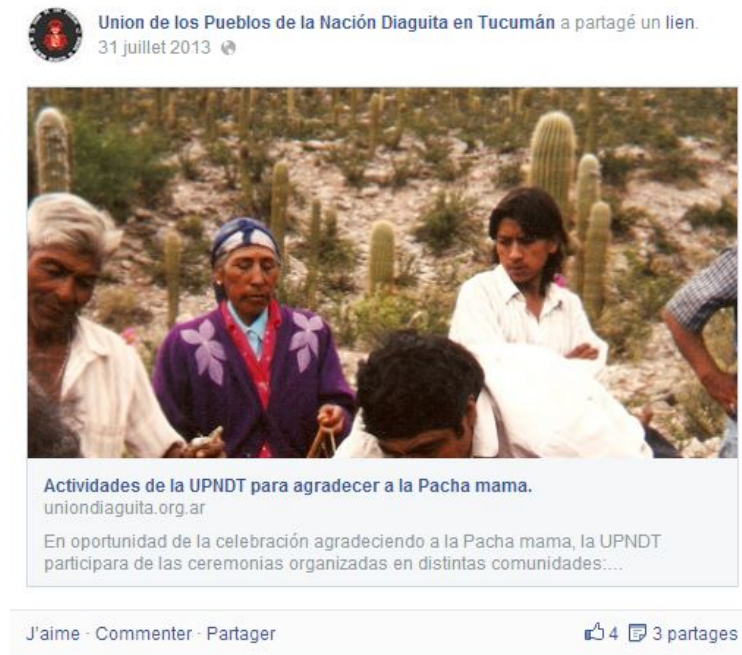 Union de los Pueblos de la Nación Diaguita en Tucumán a partagé un lien.
31 juillet 2013
Actividades de la UPNDT para agradecer a la Pacha mama.
uniondiaguita.org.ar
En oportunidad de la celebración agradeciendo a la Pacha mama, la UPNDT
participara de las ceremonias organizadas en distintas comunidades:...
J'aime · Commenter · Partager 4 3 partages